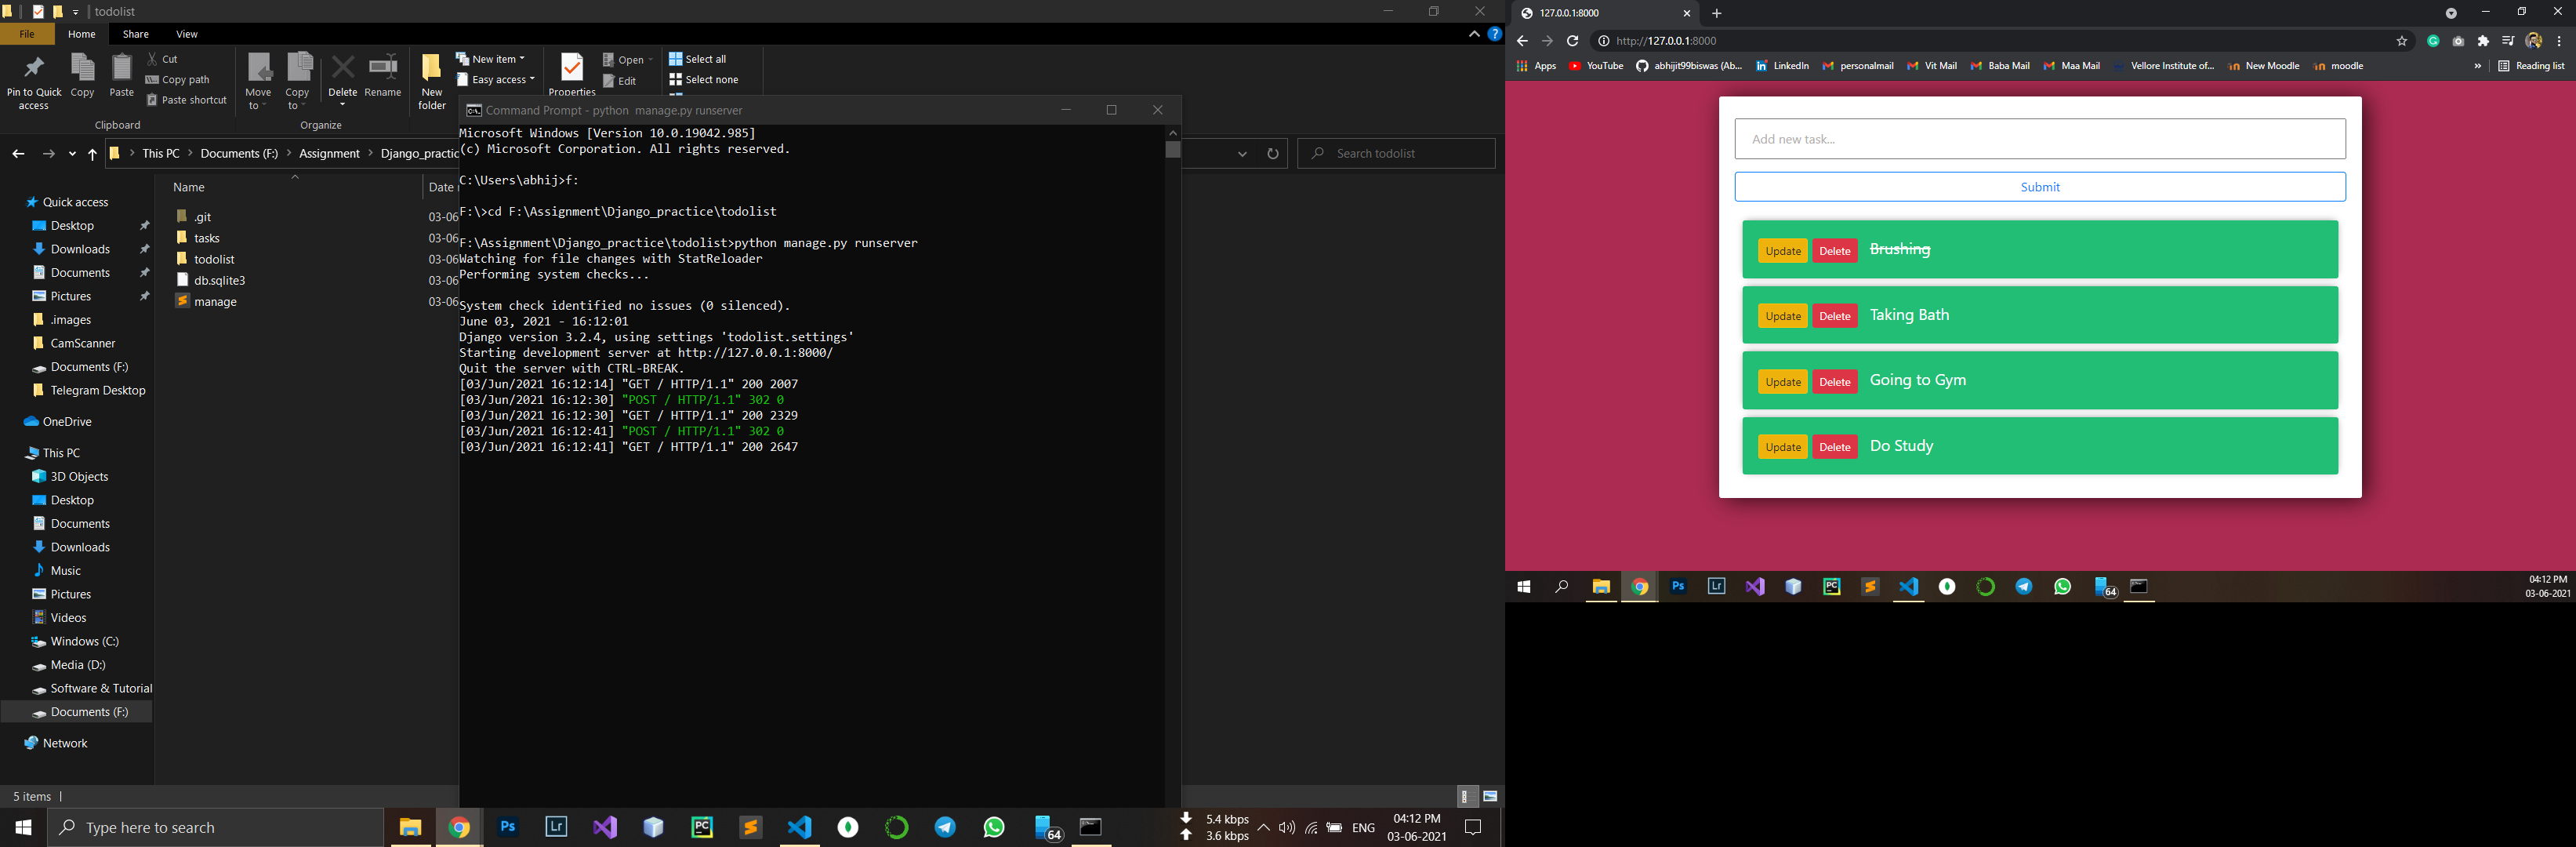 todolist
File Home Share View
Pin to Quick access
Copy
Paste
Cut
Copy path
Paste shortcut
Clipboard
Move to
Copy to
Delete
Rename
Organize
New folder
New item
Easy access
Properties
Open
Edit
Select all
Select none
This PC Documents (F:) Assignment Django_practic
Search todolist
Name Date
Quick access
Desktop
Downloads
Documents
Pictures
.images
CamScanner
Documents (F:)
Telegram Desktop
OneDrive
This PC
3D Objects
Desktop
Documents
Downloads
Music
Pictures
Videos
Windows (C:)
Media (D:)
Software & Tutorial
Documents (F:)
Network
.git 03-06
tasks 03-06
todolist 03-06
db.sqlite3 03-06
manage 03-06
5 items
Command Prompt - python  manage.py runserver
Microsoft Windows [Version 10.0.19042.985]
(c) Microsoft Corporation. All rights reserved.
C:\Users\abhij>f:
F:\>cd F:\Assignment\Django_practice\todolist
F:\Assignment\Django_practice\todolist>python manage.py runserver
Watching for file changes with StatReloader
Performing system checks...
System check identified no issues (0 silenced).
June 03, 2021 - 16:12:01
Django version 3.2.4, using settings 'todolist.settings'
Starting development server at http://127.0.0.1:8000/
Quit the server with CTRL-BREAK.
[03/Jun/2021 16:12:14] "GET / HTTP/1.1" 200 2007
[03/Jun/2021 16:12:30] "POST / HTTP/1.1" 302 0
[03/Jun/2021 16:12:30] "GET / HTTP/1.1" 200 2329
[03/Jun/2021 16:12:41] "POST / HTTP/1.1" 302 0
[03/Jun/2021 16:12:41] "GET / HTTP/1.1" 200 2647
Type here to search
Ps
Lr
PC
64
5.4 kbps
3.6 kbps
ENG
04:12 PM
03-06-2021
127.0.0.1:8000
http://127.0.0.1:8000
Apps YouTube abhijit99biswas (Ab... LinkedIn personalmail Vit Mail Baba Mail Maa Mail Vellore Institute of... New Moodle moodle » Reading list
Add new task...
Submit
Update Delete Brushing
Update Delete Taking Bath
Update Delete Going to Gym
Update Delete Do Study
Ps
Lr
PC
64
04:12 PM
03-06-2021